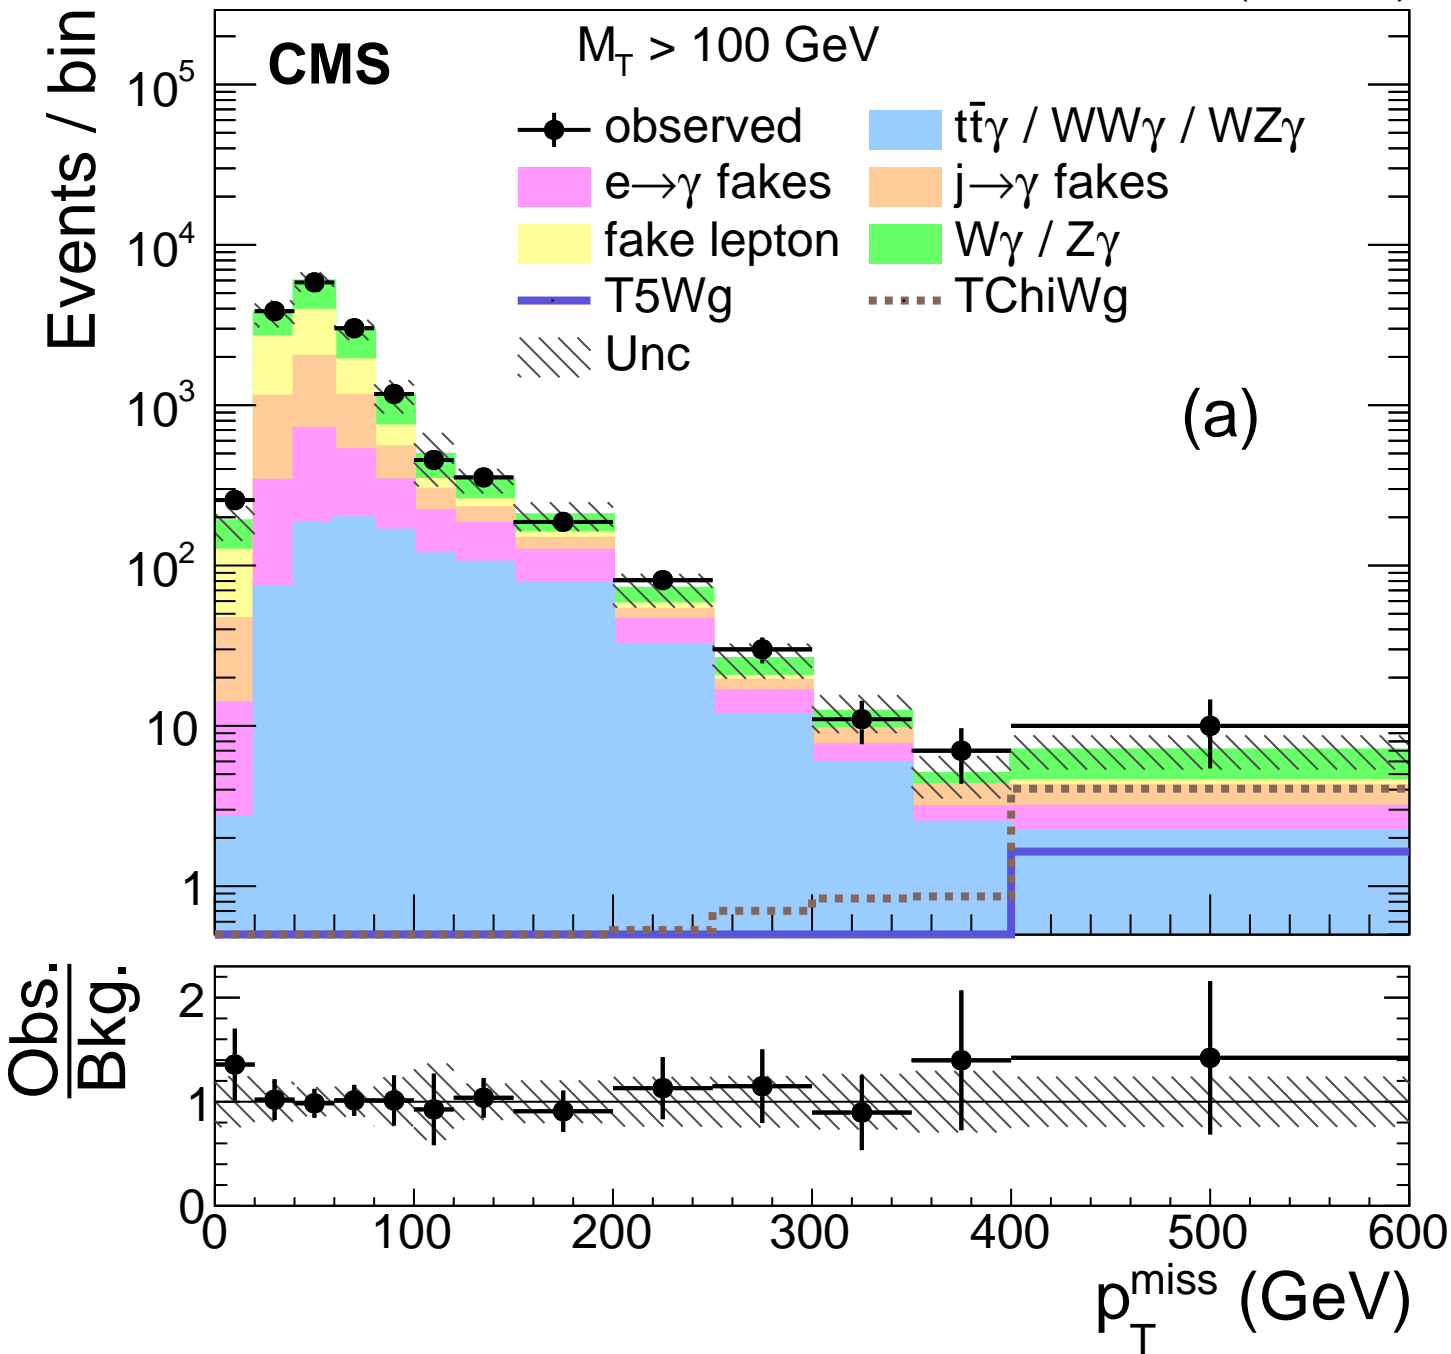 CMS
M_T > 100 GeV
observed
tt̄γ / WWγ / WZγ
e→γ fakes
j→γ fakes
fake lepton
Wγ / Zγ
T5Wg
TChiWg
Unc
(a)
Events / bin
10^5
10^4
10^3
10^2
10
1
Obs.
Bkg.
2
1
0
0 100 200 300 400 500 600
p_T^miss (GeV)